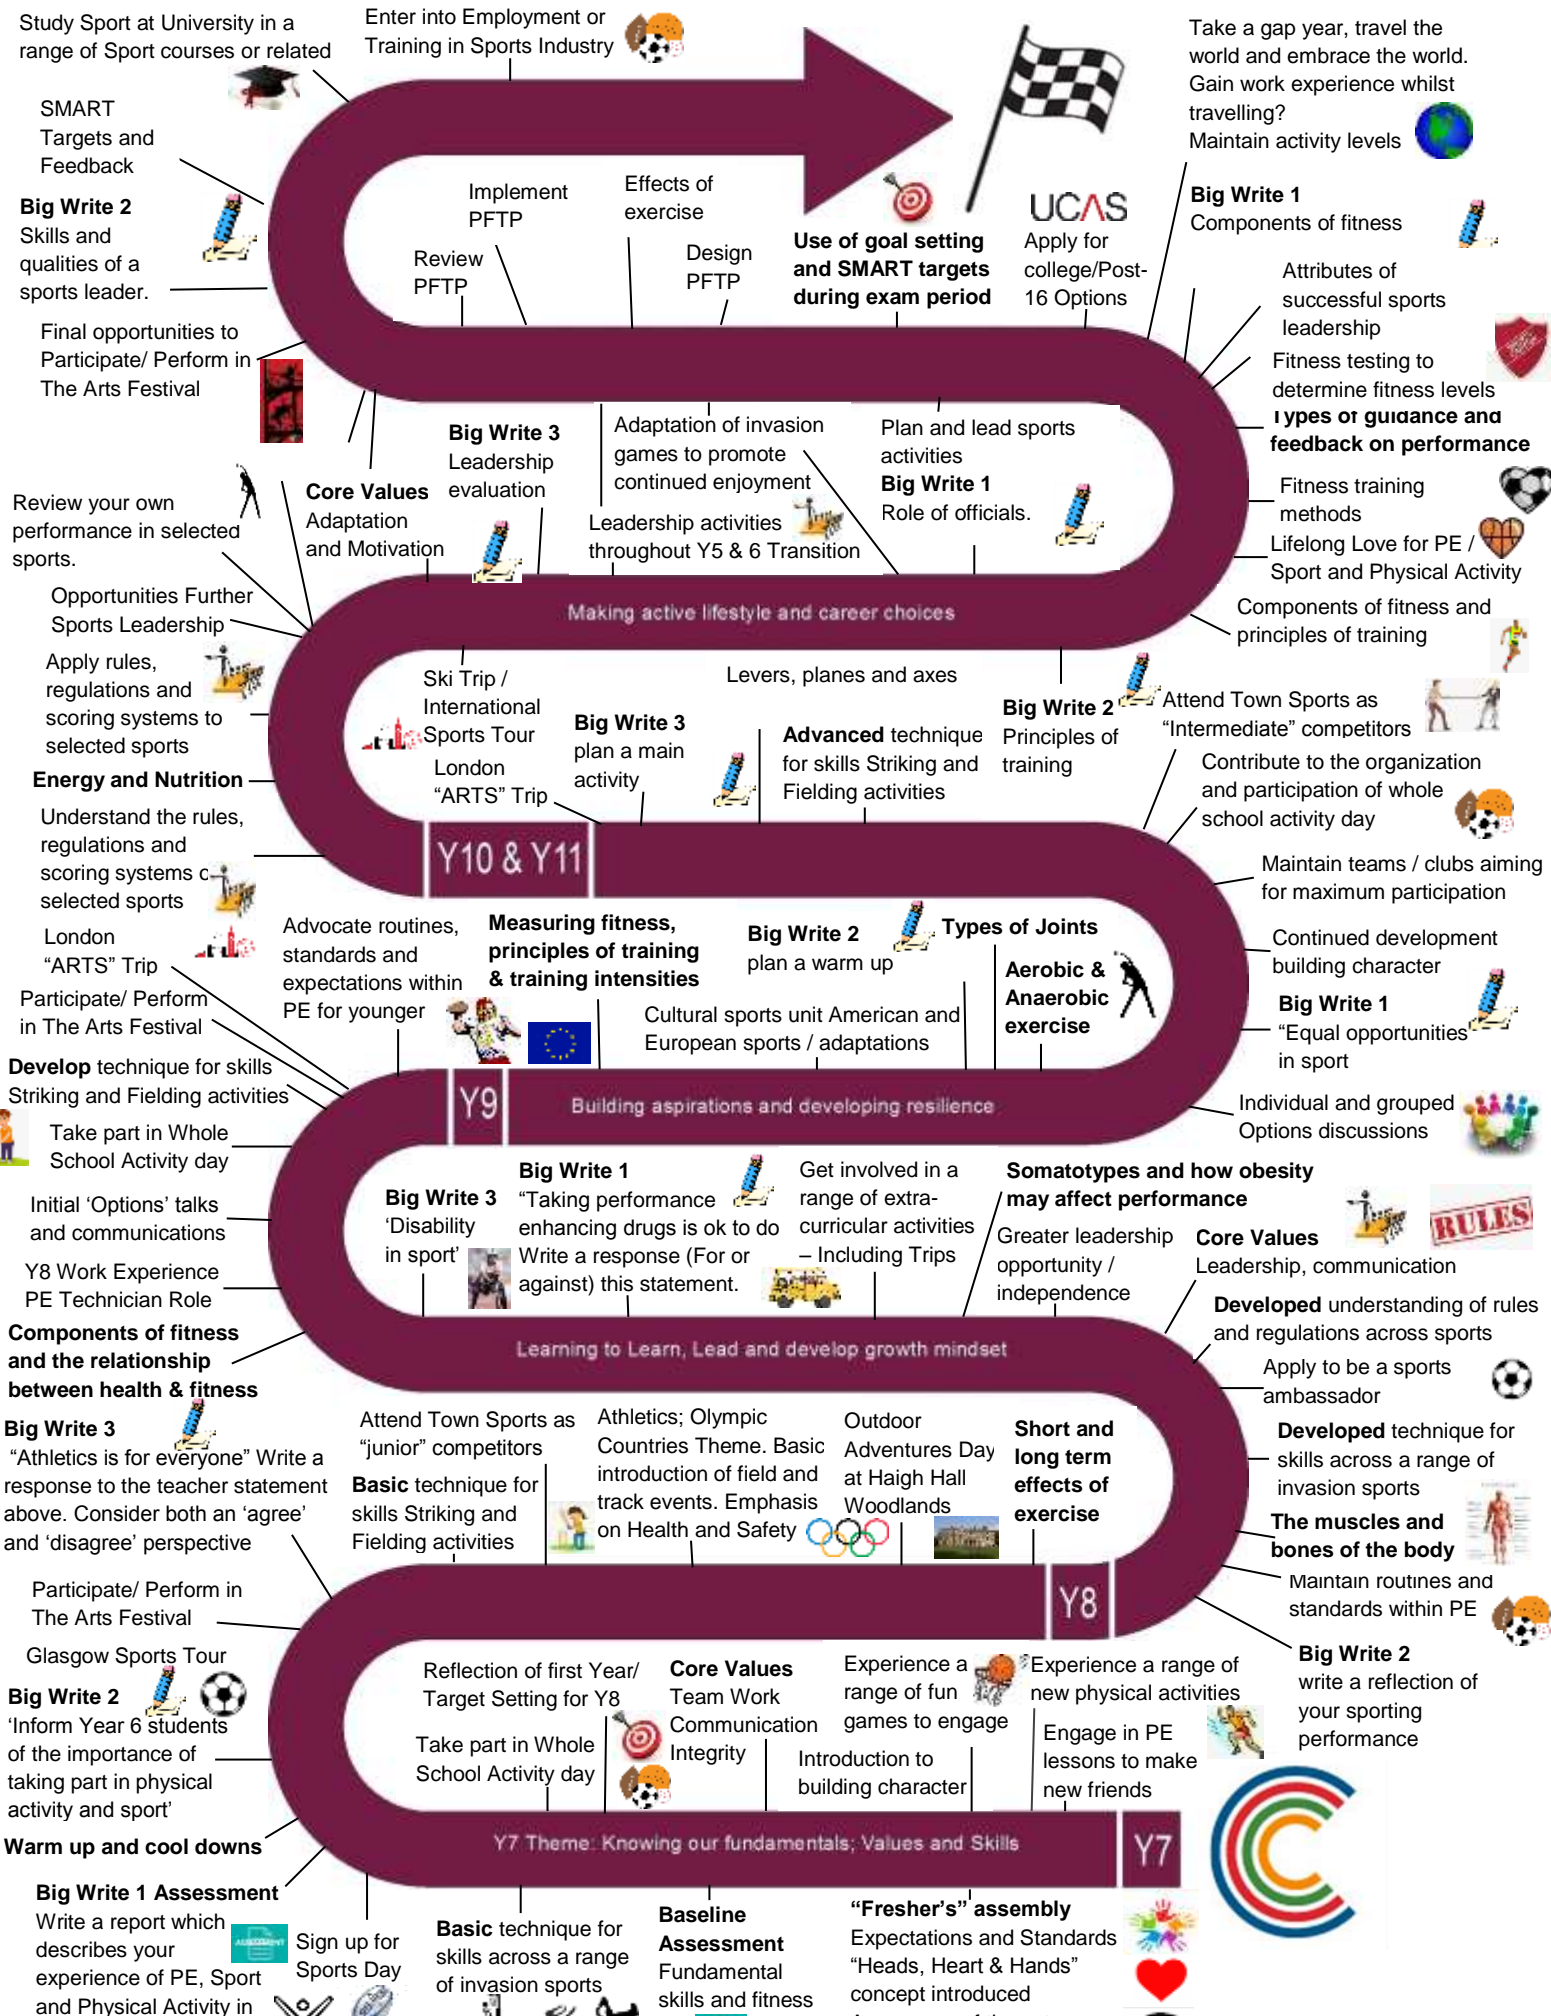 Study Sport at University in a
range of Sport courses or related
Enter into Employment or
Training in Sports Industry
Take a gap year, travel the
world and embrace the world.
Gain work experience whilst
travelling?
Maintain activity levels
SMART
Targets and
Feedback
Big Write 2
Skills and
qualities of a
sports leader.
Final opportunities to
Participate/ Perform in
The Arts Festival
Implement
PFTP
Effects of
exercise
Review
PFTP
Design
PFTP
Use of goal setting
and SMART targets
during exam period
UCAS
Apply for
college/Post-
16 Options
Big Write 1
Components of fitness
Attributes of
successful sports
leadership
Fitness testing to
determine fitness levels
Types of guidance and
feedback on performance
Fitness training
methods
Lifelong Love for PE /
Sport and Physical Activity
Components of fitness and
principles of training
Review your own
performance in selected
sports.
Core Values
Adaptation
and Motivation
Big Write 3
Leadership
evaluation
Adaptation of invasion
games to promote
continued enjoyment
Leadership activities
throughout Y5 & 6 Transition
Plan and lead sports
activities
Big Write 1
Role of officials.
Making active lifestyle and career choices
Opportunities Further
Sports Leadership
Apply rules,
regulations and
scoring systems to
selected sports
Energy and Nutrition
Understand the rules,
regulations and
scoring systems
selected sports
Ski Trip /
International
Sports Tour
London
“ARTS” Trip
Big Write 3
plan a main
activity
Levers, planes and axes
Advanced technique
for skills Striking and
Fielding activities
Big Write 2
Principles of
training
Attend Town Sports as
“Intermediate” competitors
Contribute to the organization
and participation of whole
school activity day
Maintain teams / clubs aiming
for maximum participation
Continued development
building character
Big Write 1
“Equal opportunities
in sport
Individual and grouped
Options discussions
Y10 & Y11
London
“ARTS” Trip
Participate/ Perform
in The Arts Festival
Develop technique for skills
Striking and Fielding activities
Take part in Whole
School Activity day
Initial ‘Options’ talks
and communications
Y8 Work Experience
PE Technician Role
Components of fitness
and the relationship
between health & fitness
Advocate routines,
standards and
expectations within
PE for younger
Measuring fitness,
principles of training
& training intensities
Big Write 2
plan a warm up
Cultural sports unit American and
European sports / adaptations
Types of Joints
Aerobic &
Anaerobic
exercise
Y9
Building aspirations and developing resilience
Big Write 3
‘Disability
in sport’
Big Write 1
“Taking performance
enhancing drugs is ok to do
Write a response (For or
against) this statement.
Get involved in a
range of extra-
curricular activities
– Including Trips
Somatotypes and how obesity
may affect performance
Greater leadership
opportunity /
independence
RULES
Core Values
Leadership, communication
Developed understanding of rules
and regulations across sports
Apply to be a sports
ambassador
Developed technique for
skills across a range of
invasion sports
The muscles and
bones of the body
Maintain routines and
standards within PE
Big Write 2
write a reflection of
your sporting
performance
Learning to Learn, Lead and develop growth mindset
Big Write 3
“Athletics is for everyone” Write a
response to the teacher statement
above. Consider both an ‘agree’
and ‘disagree’ perspective
Participate/ Perform in
The Arts Festival
Glasgow Sports Tour
Big Write 2
‘Inform Year 6 students
of the importance of
taking part in physical
activity and sport’
Warm up and cool downs
Attend Town Sports as
“junior” competitors
Basic technique for
skills Striking and
Fielding activities
Athletics; Olympic
Countries Theme. Basic
introduction of field and
track events. Emphasis
on Health and Safety
Outdoor
Adventures Day
at Haigh Hall
Woodlands
Short and
long term
effects of
exercise
Y8
Reflection of first Year/
Target Setting for Y8
Take part in Whole
School Activity day
Core Values
Team Work
Communication
Integrity
Experience a
range of fun
games to engage
Introduction to
building character
Experience a range of
new physical activities
Engage in PE
lessons to make
new friends
Y7 Theme: Knowing our fundamentals; Values and Skills
Y7
Big Write 1 Assessment
Write a report which
describes your
experience of PE, Sport
and Physical Activity in
ASSESSMENT
Sign up for
Sports Day
Basic technique for
skills across a range
of invasion sports
Baseline
Assessment
Fundamental
skills and fitness
“Fresher’s” assembly
Expectations and Standards
“Heads, Heart & Hands”
concept introduced